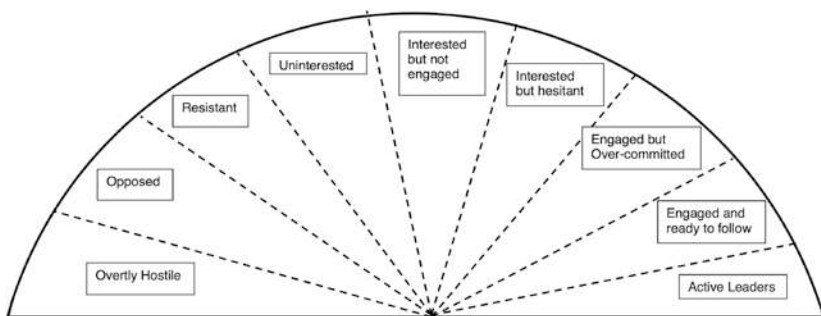 Overtly Hostile
Opposed
Resistant
Uninterested
Interested
but not
engaged
Interested
but hesitant
Engaged but
Over-committed
Engaged and
ready to follow
Active Leaders